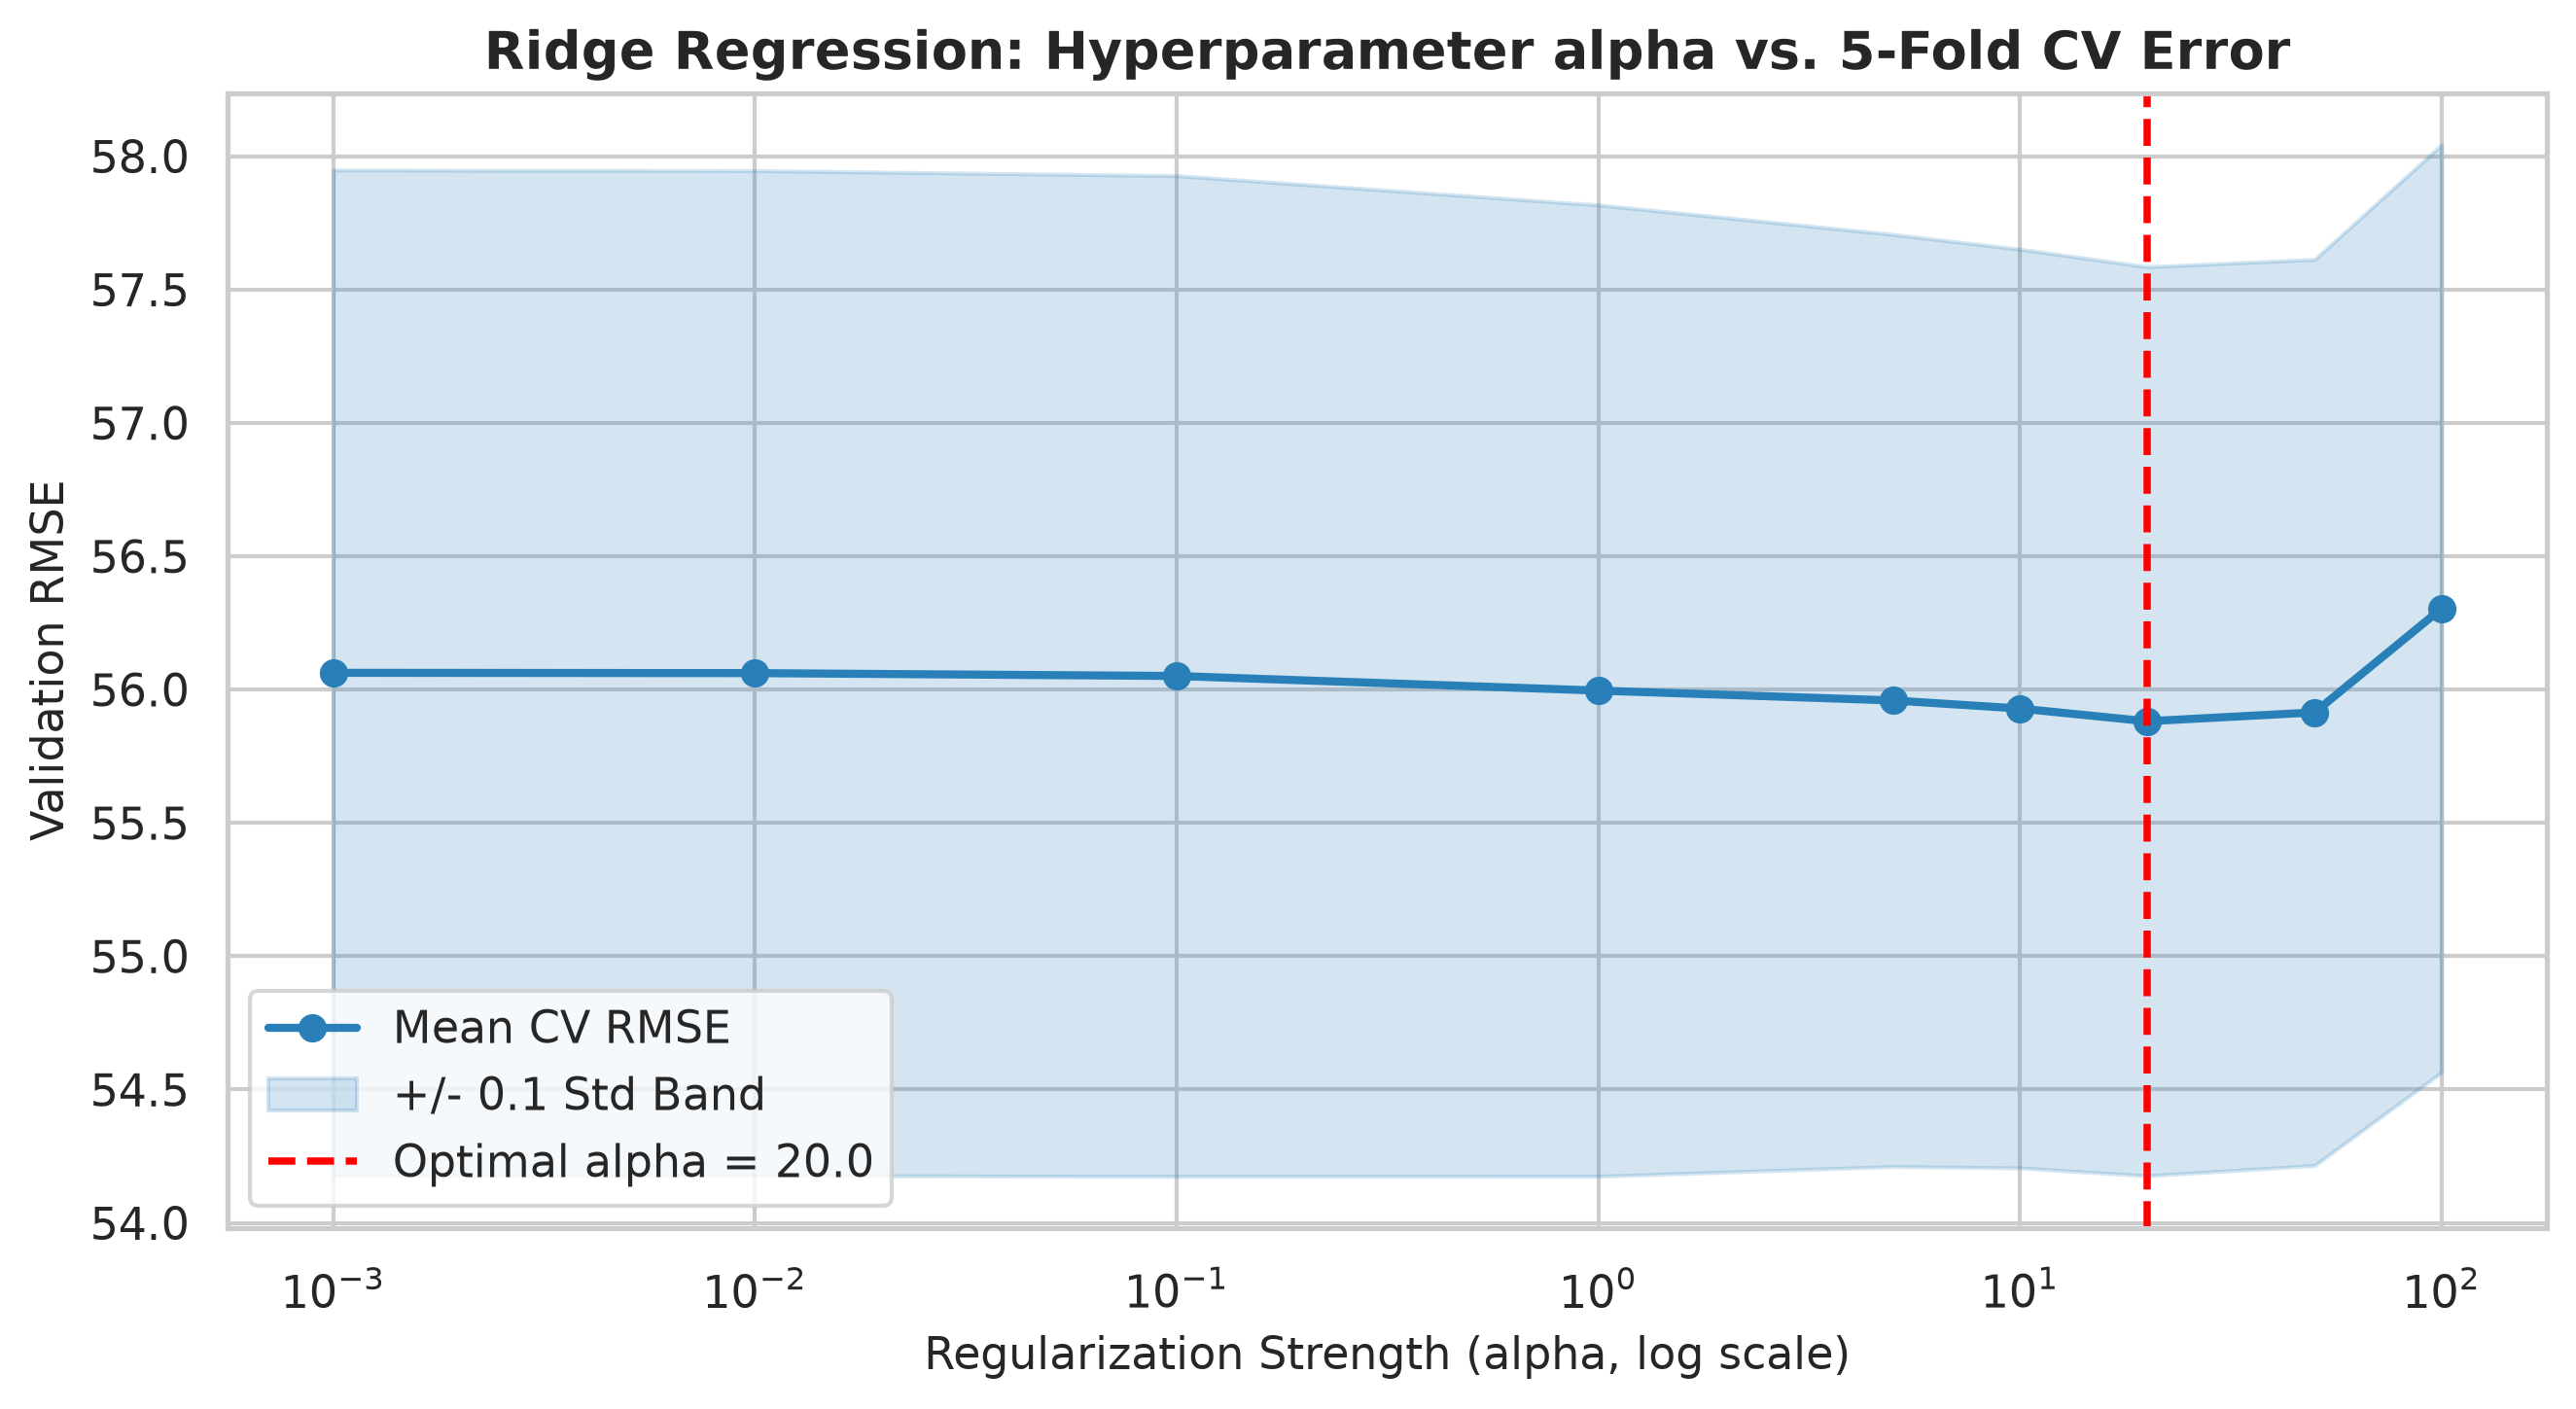 Ridge Regression: Hyperparameter alpha vs. 5-Fold CV Error
Validation RMSE
58.0
57.5
57.0
56.5
56.0
55.5
55.0
54.5
54.0
Mean CV RMSE
+/- 0.1 Std Band
Optimal alpha = 20.0
10⁻³ 10⁻² 10⁻¹ 10⁰ 10¹ 10²
Regularization Strength (alpha, log scale)